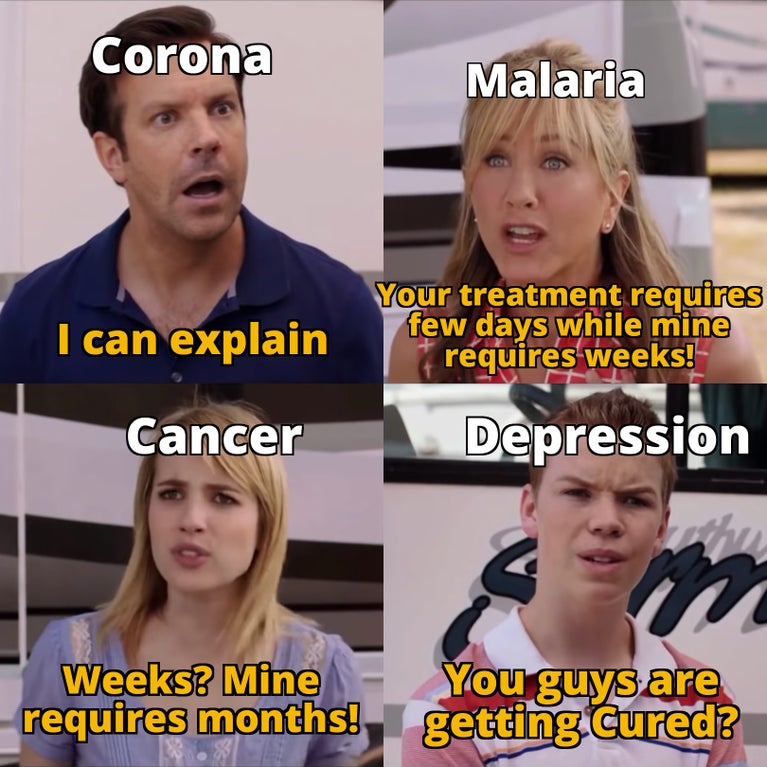 Corona
I can explain
Malaria
Your treatment requires
few days while mine
requires weeks!
Cancer
Weeks? Mine
requires months!
Depression
You guys are
getting Cured?